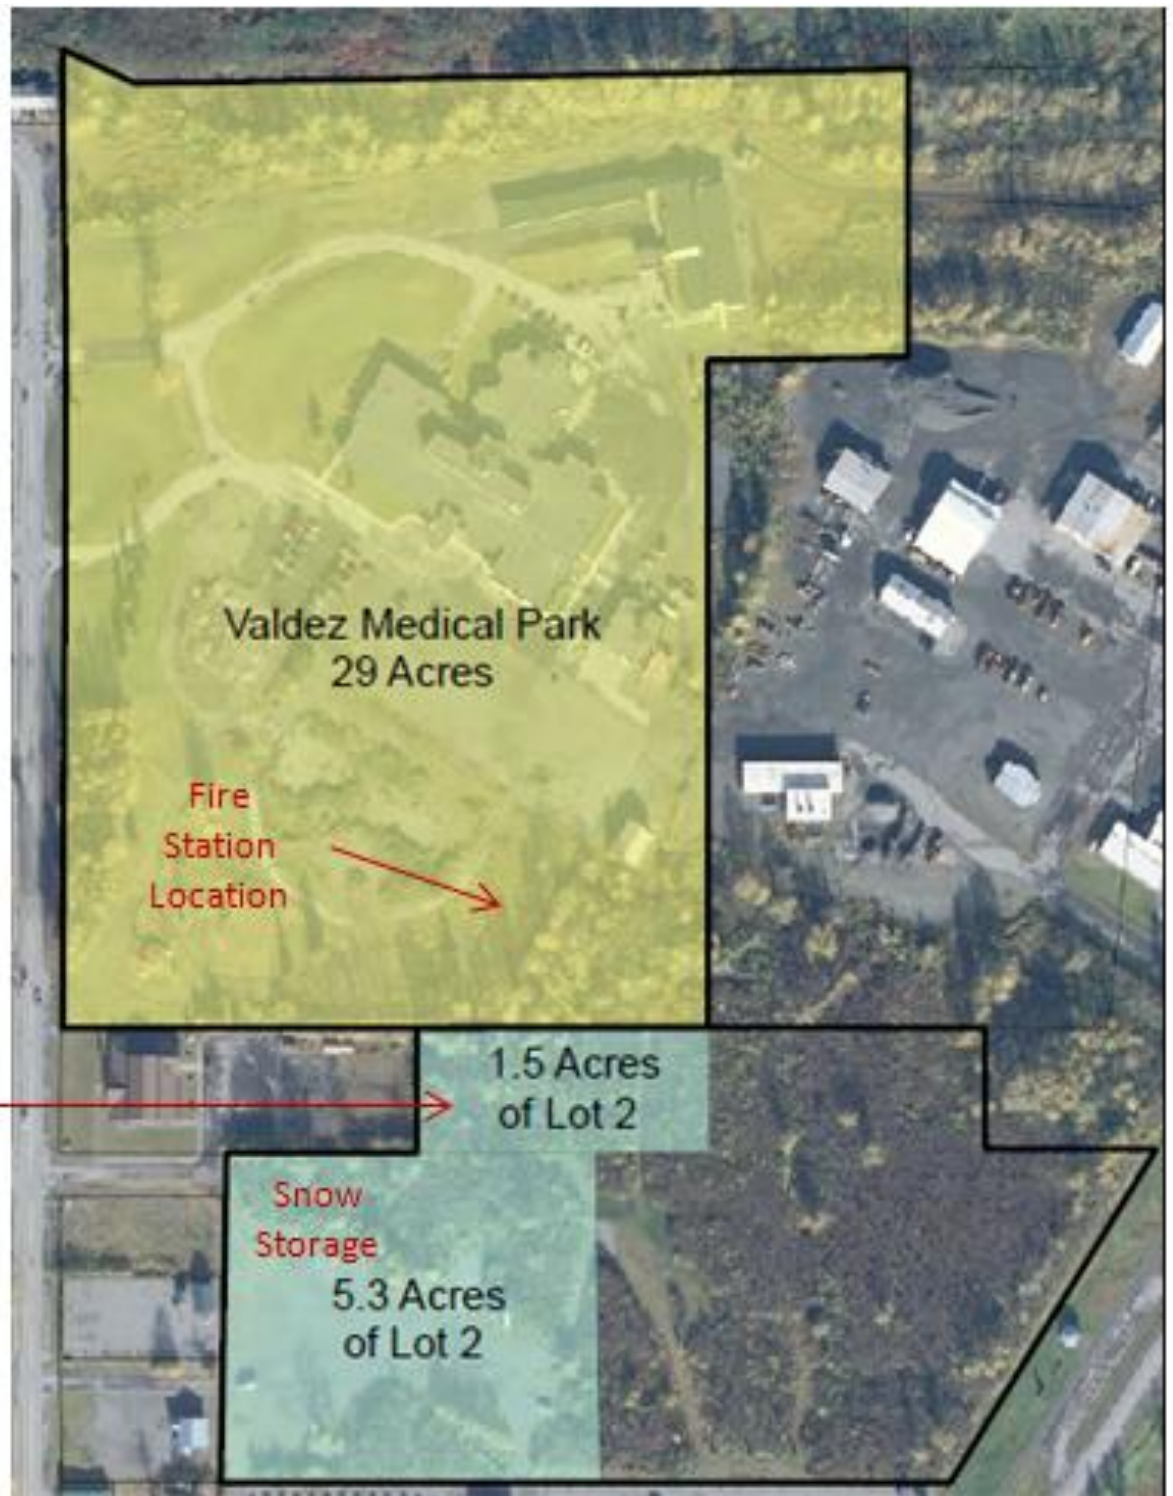 Valdez Medical Park
29 Acres
Fire
Station
Location
1.5 Acres
of Lot 2
Snow
Storage
5.3 Acres
of Lot 2